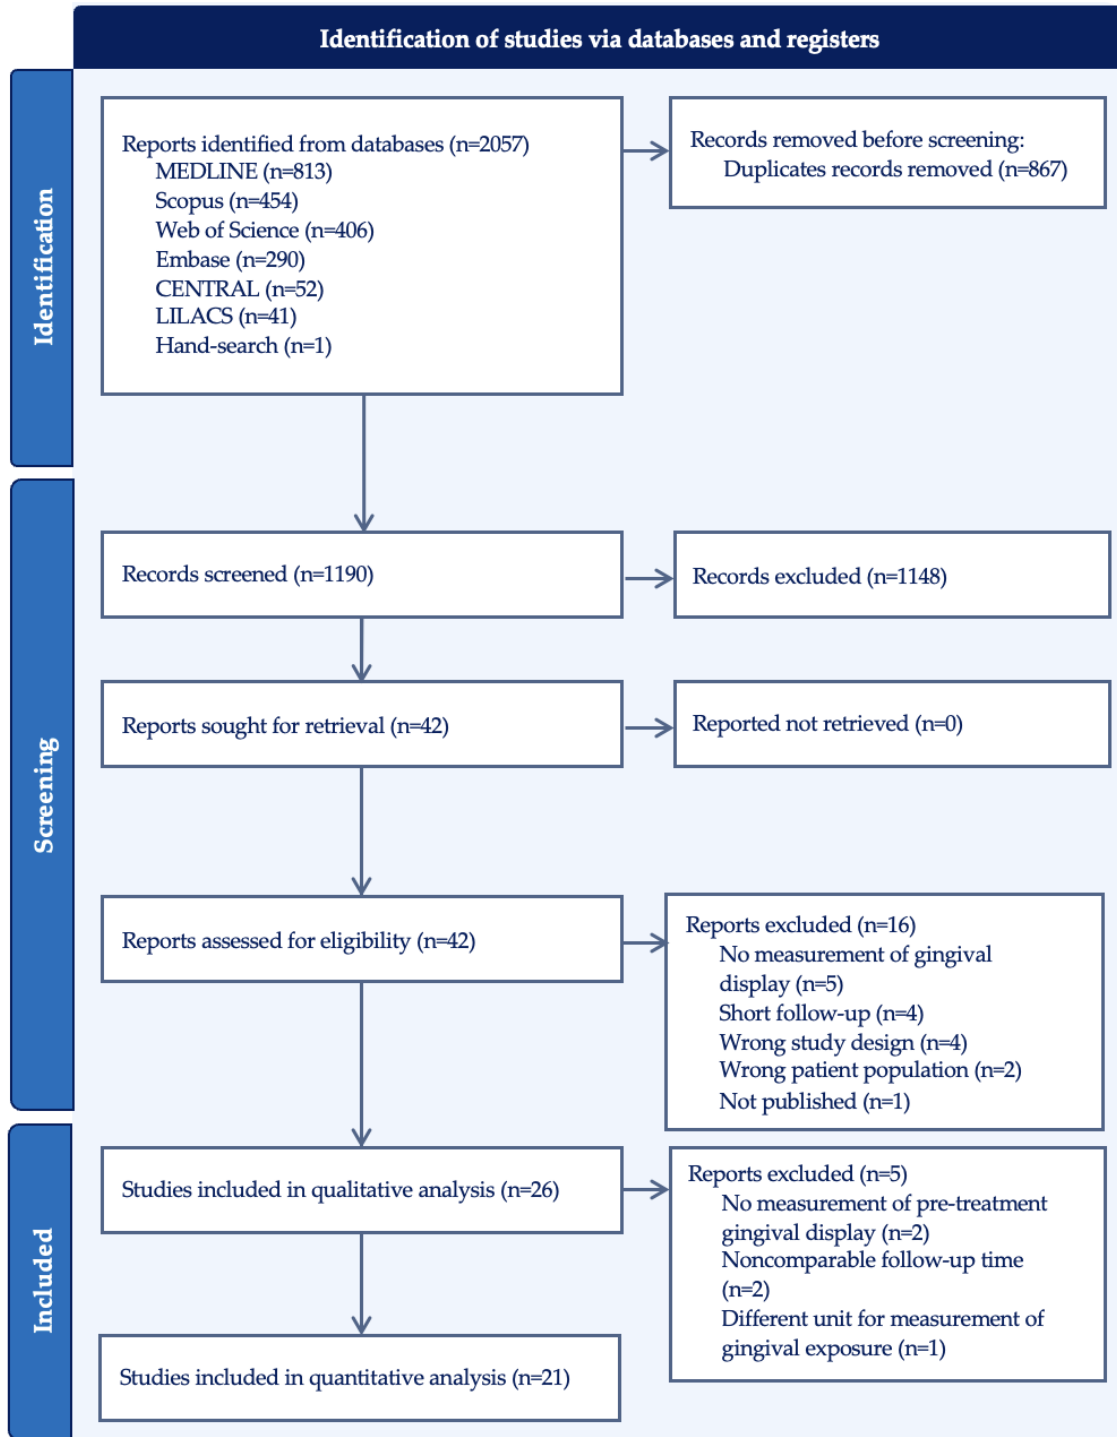 Identification of studies via databases and registers
Identification
Reports identified from databases (n=2057)
MEDLINE (n=813)
Scopus (n=454)
Web of Science (n=406)
Embase (n=290)
CENTRAL (n=52)
LILACS (n=41)
Hand-search (n=1)
Records removed before screening:
Duplicates records removed (n=867)
Screening
Records screened (n=1190)
Records excluded (n=1148)
Reports sought for retrieval (n=42)
Reported not retrieved (n=0)
Reports assessed for eligibility (n=42)
Reports excluded (n=16)
No measurement of gingival
display (n=5)
Short follow-up (n=4)
Wrong study design (n=4)
Wrong patient population (n=2)
Not published (n=1)
Included
Studies included in qualitative analysis (n=26)
Reports excluded (n=5)
No measurement of pre-treatment
gingival display (n=2)
Noncomparable follow-up time
(n=2)
Different unit for measurement of
gingival exposure (n=1)
Studies included in quantitative analysis (n=21)